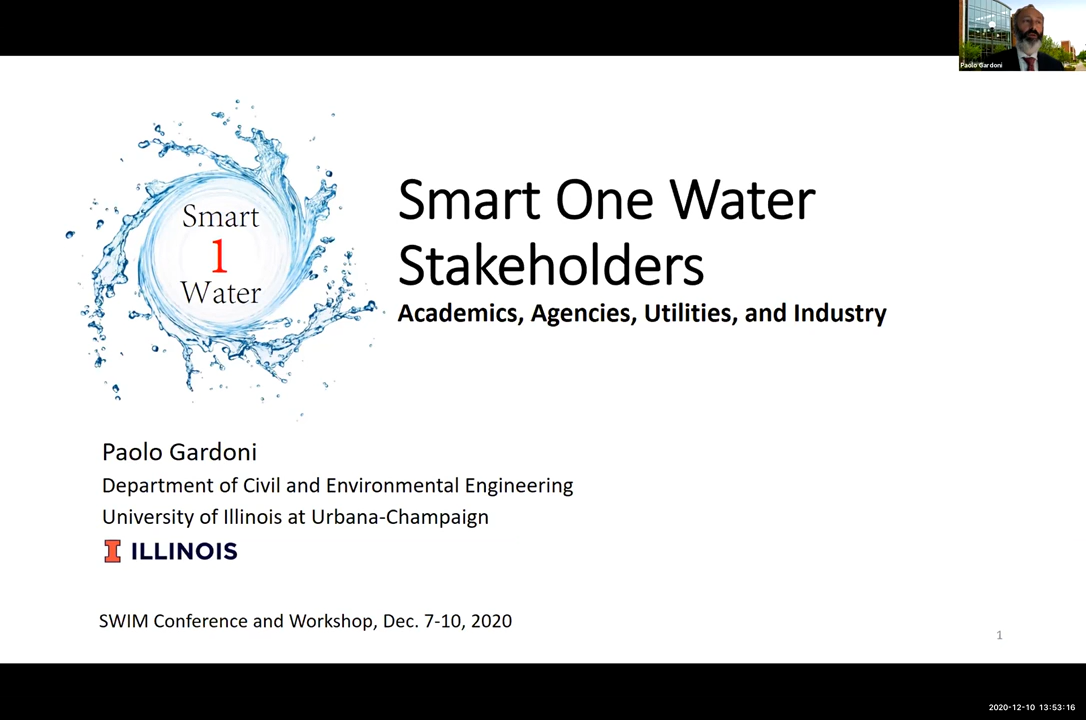 Paolo Gardoni
Smart
1
Water
Smart One Water
Stakeholders
Academics, Agencies, Utilities, and Industry
Paolo Gardoni
Department of Civil and Environmental Engineering
University of Illinois at Urbana-Champaign
I ILLINOIS
SWIM Conference and Workshop, Dec. 7-10, 2020
1
2020-12-10 13:53:16